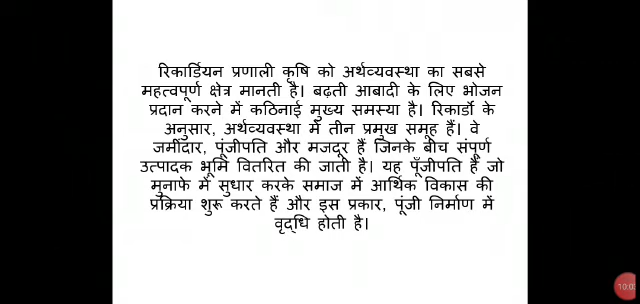 रिकार्डियन प्रणाली कृषि को अर्थव्यवस्था का सबसे
महत्वपूर्ण क्षेत्र मानती है। बढ़ती आबादी के लिए भोजन
प्रदान करने में कठिनाई मुख्य समस्या है। रिकार्डो के
अनुसार, अर्थव्यवस्था में तीन प्रमुख समूह हैं। वे
जमींदार, पूंजीपति और मजदूर हैं जिनके बीच संपूर्ण
उत्पादक भूमि वितरित की जाती है। यह पूँजीपति हैं जो
मुनाफे में सुधार करके समाज में आर्थिक विकास की
प्रक्रिया शुरू करते हैं और इस प्रकार, पूंजी निर्माण में
वृद्धि होती है।